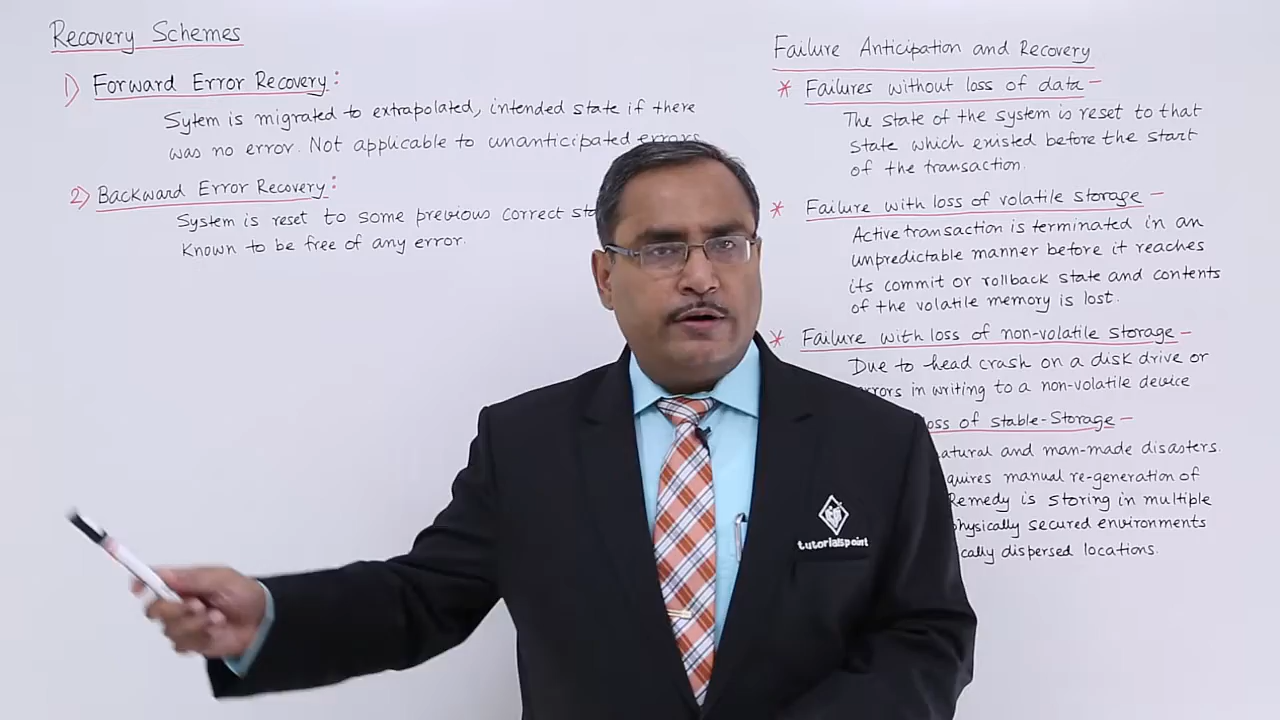 Recovery Schemes
1) Forward Error Recovery:
Sytem is migrated to extrapolated, intended state if there
was no error. Not applicable to unanticipated errors
2) Backward Error Recovery:
System is reset to some previous correct
Known to be free of any error.
Failure Anticipation and Recovery
* Failures without loss of data -
The state of the system is reset to that
state which existed before the start
of the transaction.
* Failure with loss of volatile storage -
Active transaction is terminated in an
unpredictable manner before it reaches
its commit or rollback state and contents
of the volatile memory is lost.
* Failure with loss of non-volatile storage -
Due to head crash on a disk drive or
errors in writing to a non-volatile device
loss of stable-Storage -
and man-made disasters.
manual re-generation of
Remedy is storing in multiple
physically secured environments
dispersed locations.
tutorialspoint